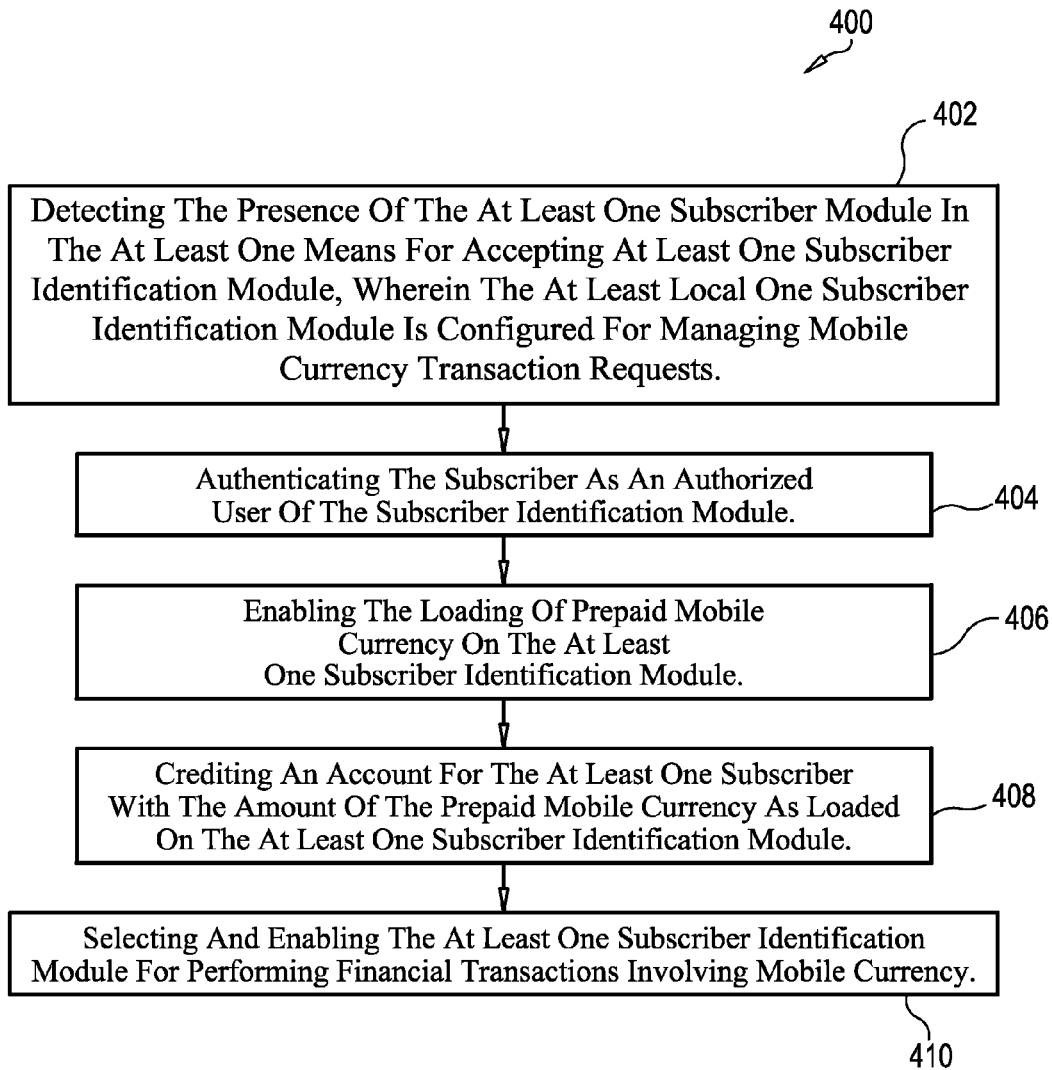 400
402
Detecting The Presence Of The At Least One Subscriber Module In
The At Least One Means For Accepting At Least One Subscriber
Identification Module, Wherein The At Least Local One Subscriber
Identification Module Is Configured For Managing Mobile
Currency Transaction Requests.
Authenticating The Subscriber As An Authorized
User Of The Subscriber Identification Module.
404
Enabling The Loading Of Prepaid Mobile
Currency On The At Least
One Subscriber Identification Module.
406
Crediting An Account For The At Least One Subscriber
With The Amount Of The Prepaid Mobile Currency As Loaded
On The At Least One Subscriber Identification Module.
408
Selecting And Enabling The At Least One Subscriber Identification
Module For Performing Financial Transactions Involving Mobile Currency.
410